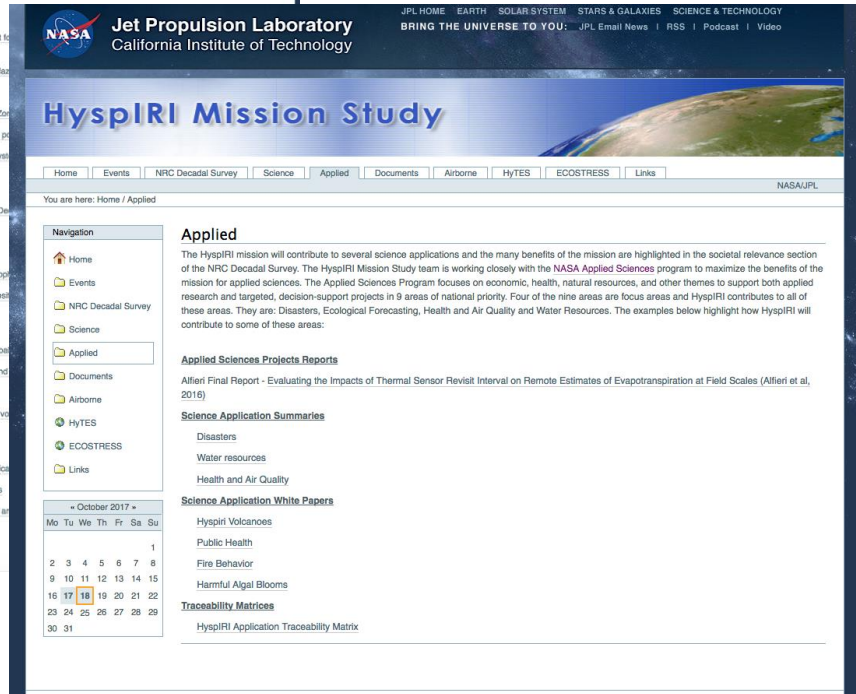 JPL HOME EARTH SOLAR SYSTEM STARS & GALAXIES SCIENCE & TECHNOLOGY
BRING THE UNIVERSE TO YOU: JPL Email News | RSS | Podcast | Video
NASA
Jet Propulsion Laboratory
California Institute of Technology
HyspIRI Mission Study
Home Events NRC Decadal Survey Science Applied Documents Airborne HyTES ECOSTRESS Links
NASA/JPL
You are here: Home / Applied
Navigation
Home
Events
NRC Decadal Survey
Science
Applied
Documents
Airborne
HyTES
ECOSTRESS
Links
« October 2017 »
Mo Tu We Th Fr Sa Su
1
2 3 4 5 6 7 8
9 10 11 12 13 14 15
16 17 18 19 20 21 22
23 24 25 26 27 28 29
30 31
Applied
The HyspIRI mission will contribute to several science applications and the many benefits of the mission are highlighted in the societal relevance section
of the NRC Decadal Survey. The HyspIRI Mission Study team is working closely with the NASA Applied Sciences program to maximize the benefits of the
mission for applied sciences. The Applied Sciences Program focuses on economic, health, natural resources, and other themes to support both applied
research and targeted, decision-support projects in 9 areas of national priority. Four of the nine areas are focus areas and HyspIRI contributes to all of
these areas. They are: Disasters, Ecological Forecasting, Health and Air Quality and Water Resources. The examples below highlight how HyspIRI will
contribute to some of these areas:
Applied Sciences Projects Reports
Alfieri Final Report - Evaluating the Impacts of Thermal Sensor Revisit Interval on Remote Estimates of Evapotranspiration at Field Scales (Alfieri et al,
2016)
Science Application Summaries
Disasters
Water resources
Health and Air Quality
Science Application White Papers
Hyspiri Volcanoes
Public Health
Fire Behavior
Harmful Algal Blooms
Traceability Matrices
HyspIRI Application Traceability Matrix